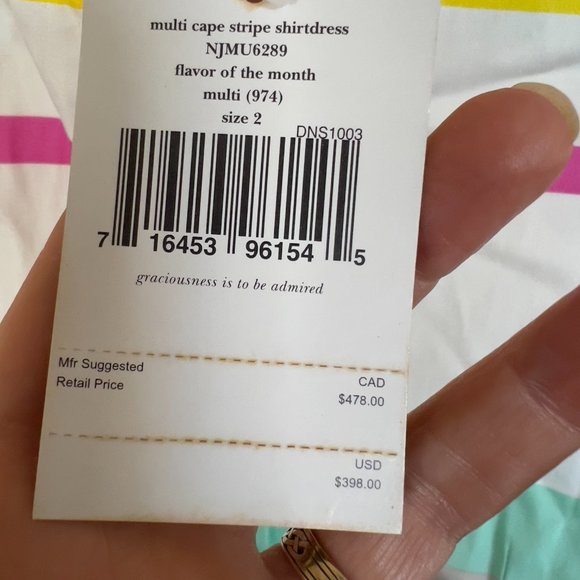 multi cape stripe shirtdress
NJMU6289
flavor of the month
multi (974)
size 2
DNS1003
7 16453 96154 5
graciousness is to be admired
Mfr Suggested
Retail Price
CAD
$478.00
USD
$398.00